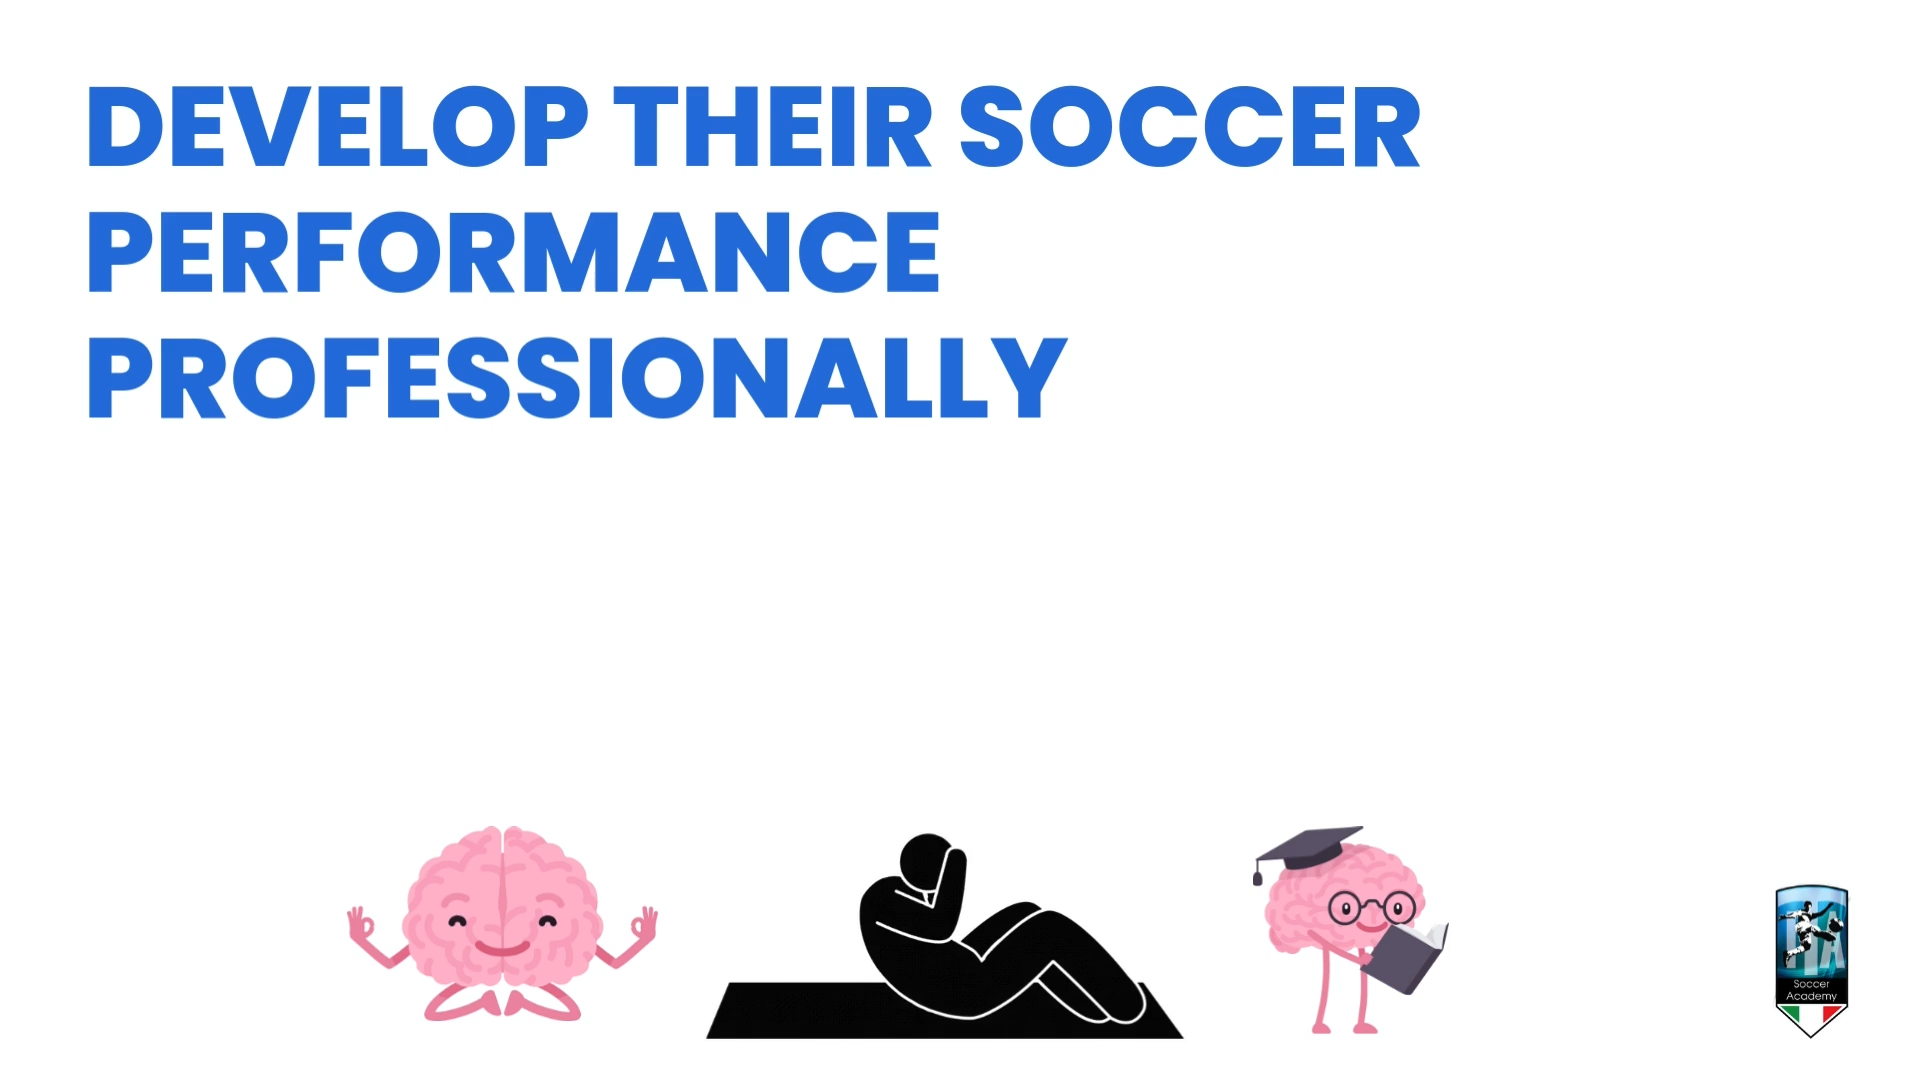 DEVELOP THEIR SOCCER
PERFORMANCE
PROFESSIONALLY
Soccer
Academy